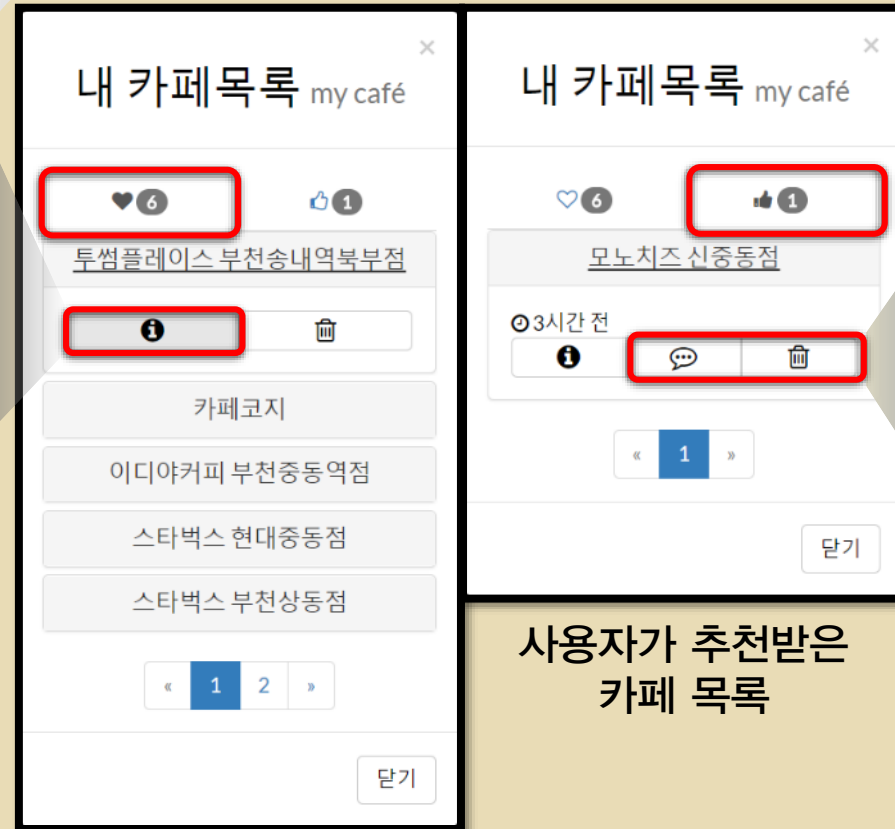 ×
내 카페목록 my café
6
1
투썸플레이스 부천송내역북부점
카페코지
이디야커피 부천중동역점
스타벅스 현대중동점
스타벅스 부천상동점
« 1 2 »
닫기
×
내 카페목록 my café
6
1
모노치즈 신중동점
3시간 전
« 1 »
닫기
사용자가 추천받은
카페 목록